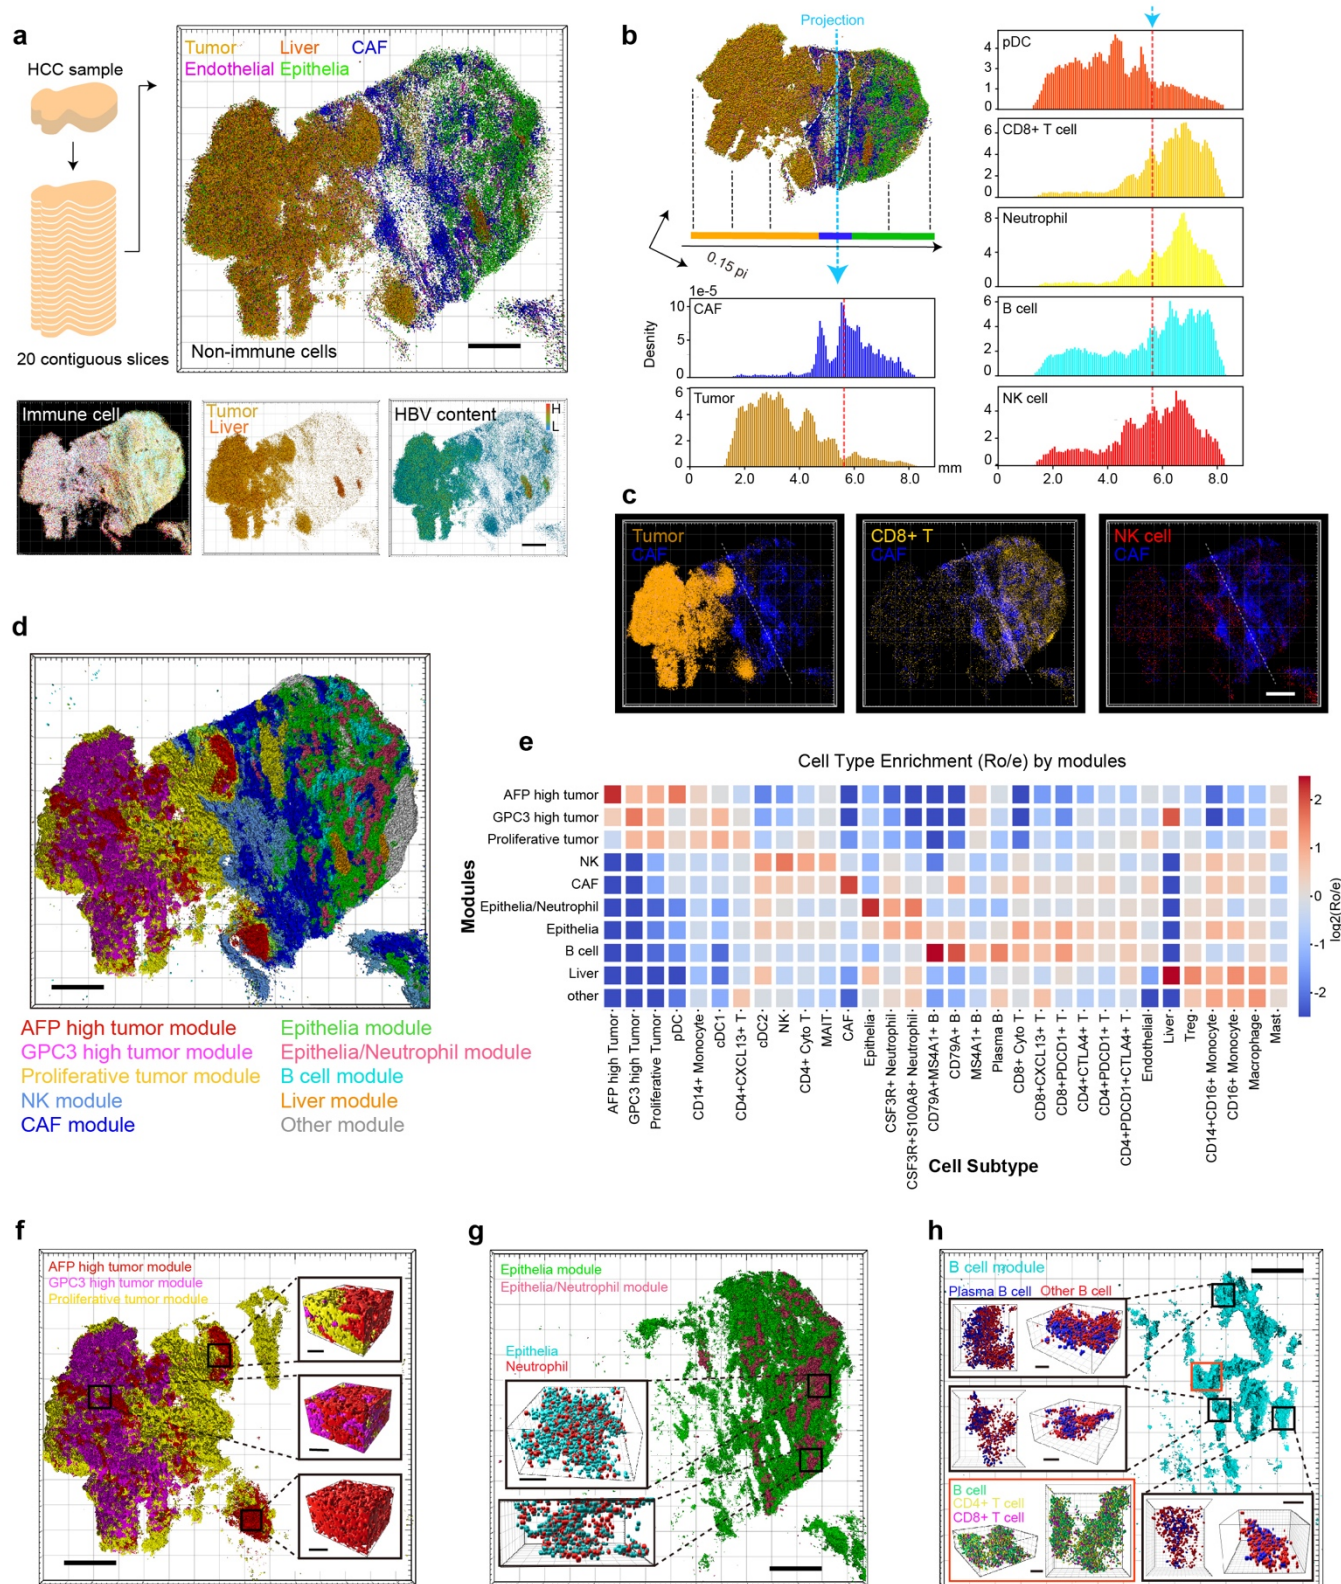 a
HCC sample
20 contiguous slices
Tumor Liver CAF
Endothelial Epithelia
Non-immune cells
Immune cell
Tumor
Liver
HBV content
H
L
b
Projection
0.15 pi
1e-5
10
5
0
CAF
Desnity
6
4
2
0
Tumor
0.0 2.0 4.0 6.0 8.0 mm
pDC
4
3
1
0
CD8+ T cell
6
4
2
0
Neutrophil
8
4
0
B cell
6
4
2
0
NK cell
4
2
0
0.0 2.0 4.0 6.0 8.0
c
Tumor
CAF
CD8+ T
CAF
NK cell
CAF
d
AFP high tumor module
GPC3 high tumor module
Proliferative tumor module
NK module
CAF module
Epithelia module
Epithelia/Neutrophil module
B cell module
Liver module
Other module
e
Cell Type Enrichment (Ro/e) by modules
Modules
AFP high tumor
GPC3 high tumor
Proliferative tumor
NK
CAF
Epithelia/Neutrophil
Epithelia
B cell
Liver
other
AFP high Tumor
GPC3 high Tumor
Proliferative Tumor
pDC
CD14+ Monocyte
cDC1
CD4+CXCL13+ T
cDC2
NK
CD4+ Cyto T
MAIT
CAF
Epithelia
CSF3R+ Neutrophil
CSF3R+S100A8+ Neutrophil
CD79A+MS4A1+ B
CD79A+ B
MS4A1+ B
Plasma B
CD8+ Cyto T
CD8+CXCL13+ T
CD8+PDCD1+ T
CD4+CTLA4+ T
CD4+PDCD1+ T
CD4+PDCD1+CTLA4+ T
Endothelial
Liver
Treg
CD14+CD16+ Monocyte
CD16+ Monocyte
Macrophage
Mast
Cell Subtype
2
1
0
-1
-2
log2(Ro/e)
f
AFP high tumor module
GPC3 high tumor module
Proliferative tumor module
g
Epithelia module
Epithelia/Neutrophil module
Epithelia
Neutrophil
h
B cell module
Plasma B cell Other B cell
B cell
CD4+ T cell
CD8+ T cell